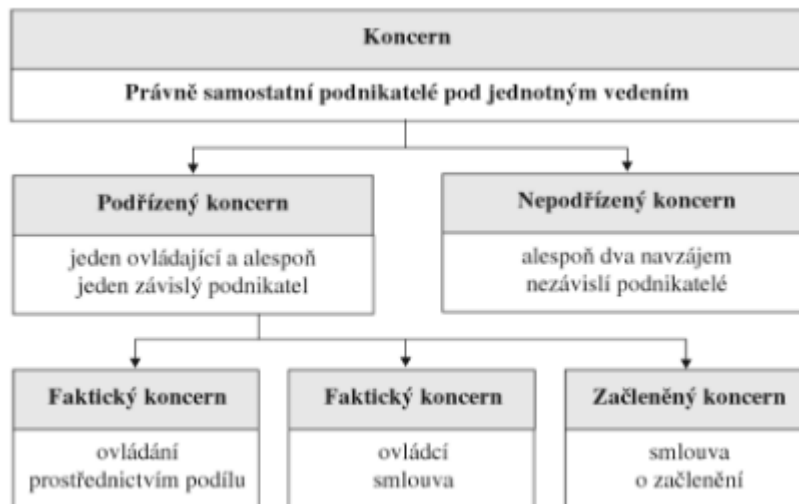 Koncern
Právně samostatní podnikatelé pod jednotným vedením
Podřízený koncern
jeden ovládající a alespoň
jeden závislý podnikatel
Nepodřízený koncern
alespoň dva navzájem
nezávislí podnikatelé
Faktický koncern
ovládání
prostřednictvím podílu
Faktický koncern
ovládcí
smlouva
Začleněný koncern
smlouva
o začlenění